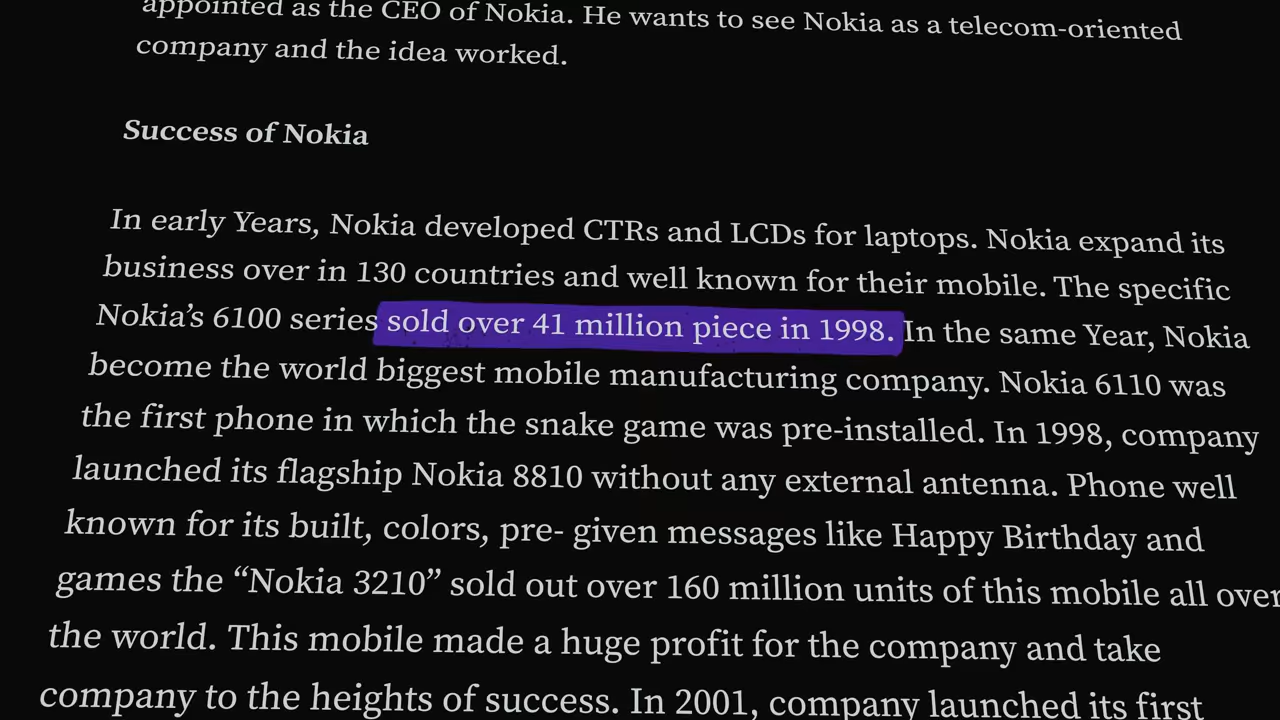 appointed as the CEO of Nokia. He wants to see Nokia as a telecom-oriented
company and the idea worked.
Success of Nokia
In early Years, Nokia developed CTRs and LCDs for laptops. Nokia expand its
business over in 130 countries and well known for their mobile. The specific
Nokia’s 6100 series sold over 41 million piece in 1998. In the same Year, Nokia
become the world biggest mobile manufacturing company. Nokia 6110 was
the first phone in which the snake game was pre-installed. In 1998, company
launched its flagship Nokia 8810 without any external antenna. Phone well
known for its built, colors, pre- given messages like Happy Birthday and
games the “Nokia 3210” sold out over 160 million units of this mobile all over
the world. This mobile made a huge profit for the company and take
company to the heights of success. In 2001, company launched its first